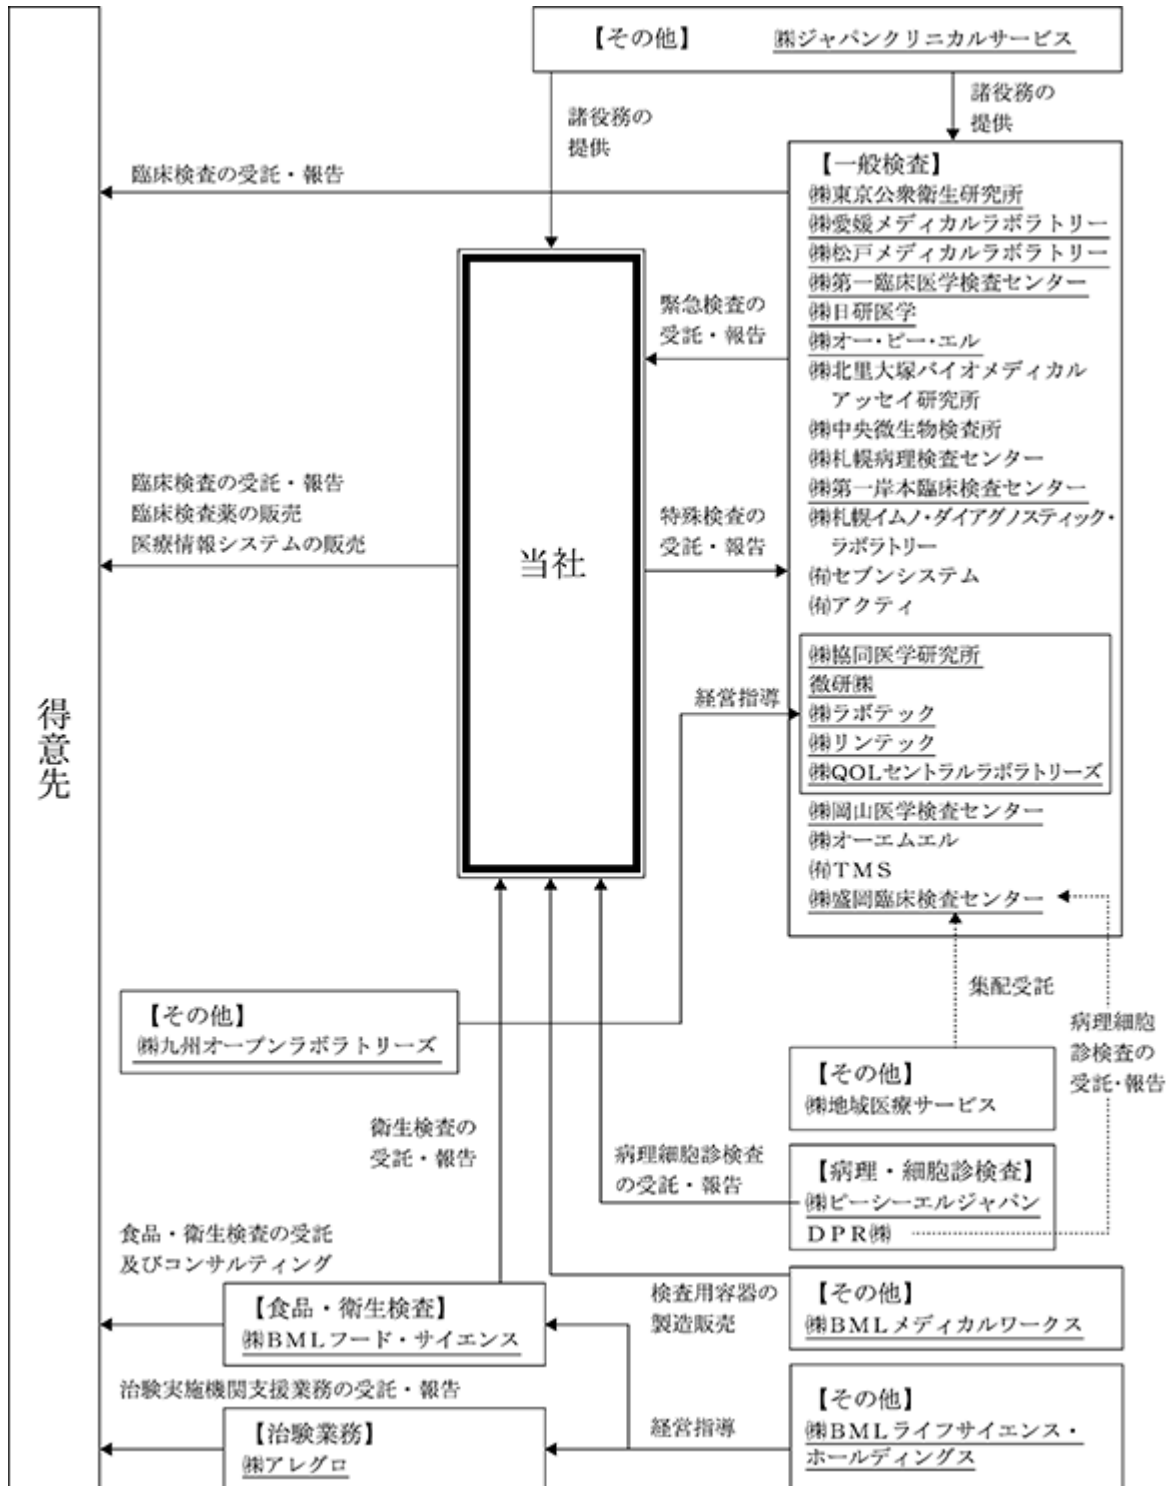 【その他】 ㈱ジャパンクリニカルサービス
諸役務の
提供
諸役務の
提供
臨床検査の受託・報告
【一般検査】
㈱東京公衆衛生研究所
㈱愛媛メディカルラボラトリー
㈱松戸メディカルラボラトリー
㈱第一臨床医学検査センター
㈱日研医学
㈱オー・ピー・エル
㈱北里大塚バイオメディカル
アッセイ研究所
㈱中央微生物検査所
㈱札幌病理検査センター
㈱第一岸本臨床検査センター
㈱札幌イムノ・ダイアグノスティック・
ラボラトリー
㈲セブンシステム
㈲アクティ
㈱協同医学研究所
微研㈱
㈱ラボテック
㈱リンテック
㈱QOLセントラルラボラトリーズ
㈱岡山医学検査センター
㈱オーエムエル
㈲TMS
㈱盛岡臨床検査センター
緊急検査の
受託・報告
臨床検査の受託・報告
臨床検査薬の販売
医療情報システムの販売
特殊検査の
受託・報告
当社
経営指導
得意先
集配受託
病理細胞
診検査の
受託・報告
【その他】
㈱九州オープンラボラトリーズ
【その他】
㈱地域医療サービス
衛生検査の
受託・報告
病理細胞診検査
の受託・報告
【病理・細胞診検査】
㈱ピーシーエルジャパン
DPR㈱
食品・衛生検査の受託
及びコンサルティング
【食品・衛生検査】
㈱BMLフード・サイエンス
検査用容器の
製造販売
【その他】
㈱BMLメディカルワークス
治験実施機関支援業務の受託・報告
【治験業務】
㈱アレグロ
経営指導
【その他】
㈱BMLライフサイエンス・
ホールディングス